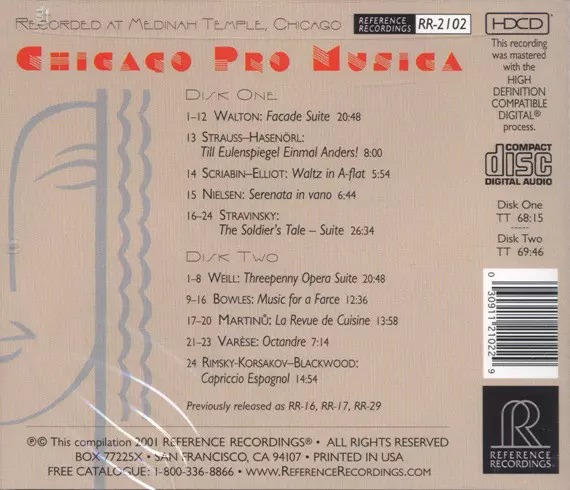 RECORDED AT MEDINAH TEMPLE, CHICAGO
REFERENCE RECORDINGS RR-2102
HDCD
CHICAGO PRO MUSICA
This recording
was mastered
with the
HIGH
DEFINITION
COMPATIBLE
DIGITAL®
process.
DISK ONE
1–12 WALTON: Facade Suite 20:48
13 STRAUSS–HASENÖRL:
Till Eulenspiegel Einmal Anders! 8:00
14 SCRIABIN–ELLIOT: Waltz in A-flat 5:54
15 NIELSEN: Serenata in vano 6:44
16–24 STRAVINSKY:
The Soldier's Tale – Suite 26:34
COMPACT
disc
DIGITAL AUDIO
Disk One
TT 68:15
Disk Two
TT 69:46
DISK TWO
1–8 WEILL: Threepenny Opera Suite 20:48
9–16 BOWLES: Music for a Farce 12:36
17–20 MARTINŮ: La Revue de Cuisine 13:58
21–23 VARÈSE: Octandre 7:14
24 RIMSKY-KORSAKOV–BLACKWOOD:
Capriccio Espagnol 14:54
Previously released as RR-16, RR-17, RR-29
0 30911 21022 9
RR
REFERENCE
RECORDINGS
℗© This compilation 2001 REFERENCE RECORDINGS® • ALL RIGHTS RESERVED
BOX 77225X • SAN FRANCISCO, CA 94107 • PRINTED IN USA
FREE CATALOGUE: 1-800-336-8866 • WWW.REFERENCERECORDINGS.COM